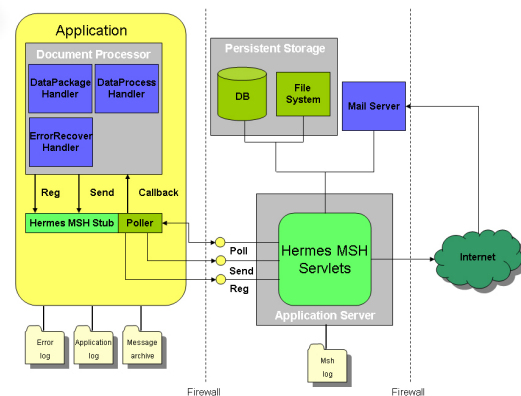 Application
Document Processor
DataPackage
Handler
DataProcess
Handler
ErrorRecover
Handler
Reg
Send
Callback
Hermes MSH Stub
Poller
Error
log
Application
log
Message
archive
Persistent Storage
DB
File
System
Mail Server
Poll
Send
Reg
Hermes MSH
Servlets
Application Server
Msh
log
Internet
Firewall
Firewall